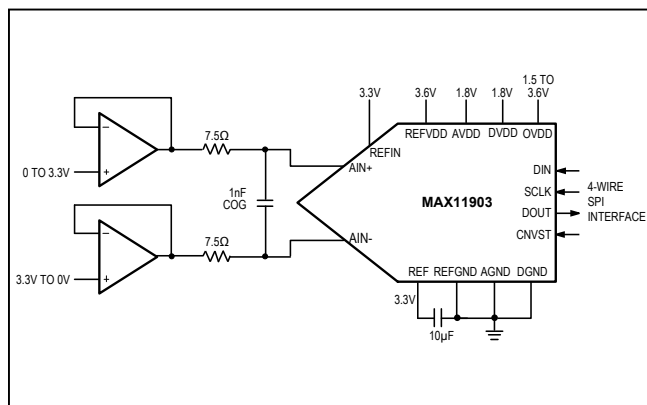 1.5 TO
3.3V 3.6V 1.8V 1.8V 3.6V
REFVDD AVDD DVDD OVDD
REFIN
−
7.5Ω
0 TO 3.3V
+
AIN+
DIN
1nF
COG
MAX11903
SCLK
DOUT
CNVST
4-WIRE
SPI
INTERFACE
−
7.5Ω
AIN-
3.3V TO 0V
+
REF REFGND AGND DGND
3.3V
10µF